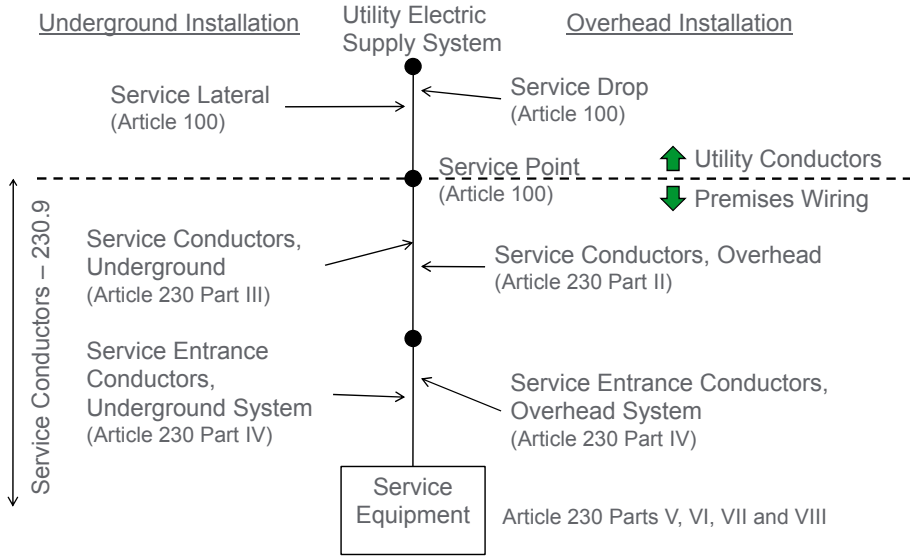 Underground Installation
Utility Electric
Supply System
Overhead Installation
Service Lateral
(Article 100)
Service Drop
(Article 100)
Service Point
(Article 100)
Utility Conductors
Premises Wiring
Service Conductors – 230.9
Service Conductors,
Underground
(Article 230 Part III)
Service Conductors, Overhead
(Article 230 Part II)
Service Entrance
Conductors,
Underground System
(Article 230 Part IV)
Service Entrance Conductors,
Overhead System
(Article 230 Part IV)
Service
Equipment
Article 230 Parts V, VI, VII and VIII